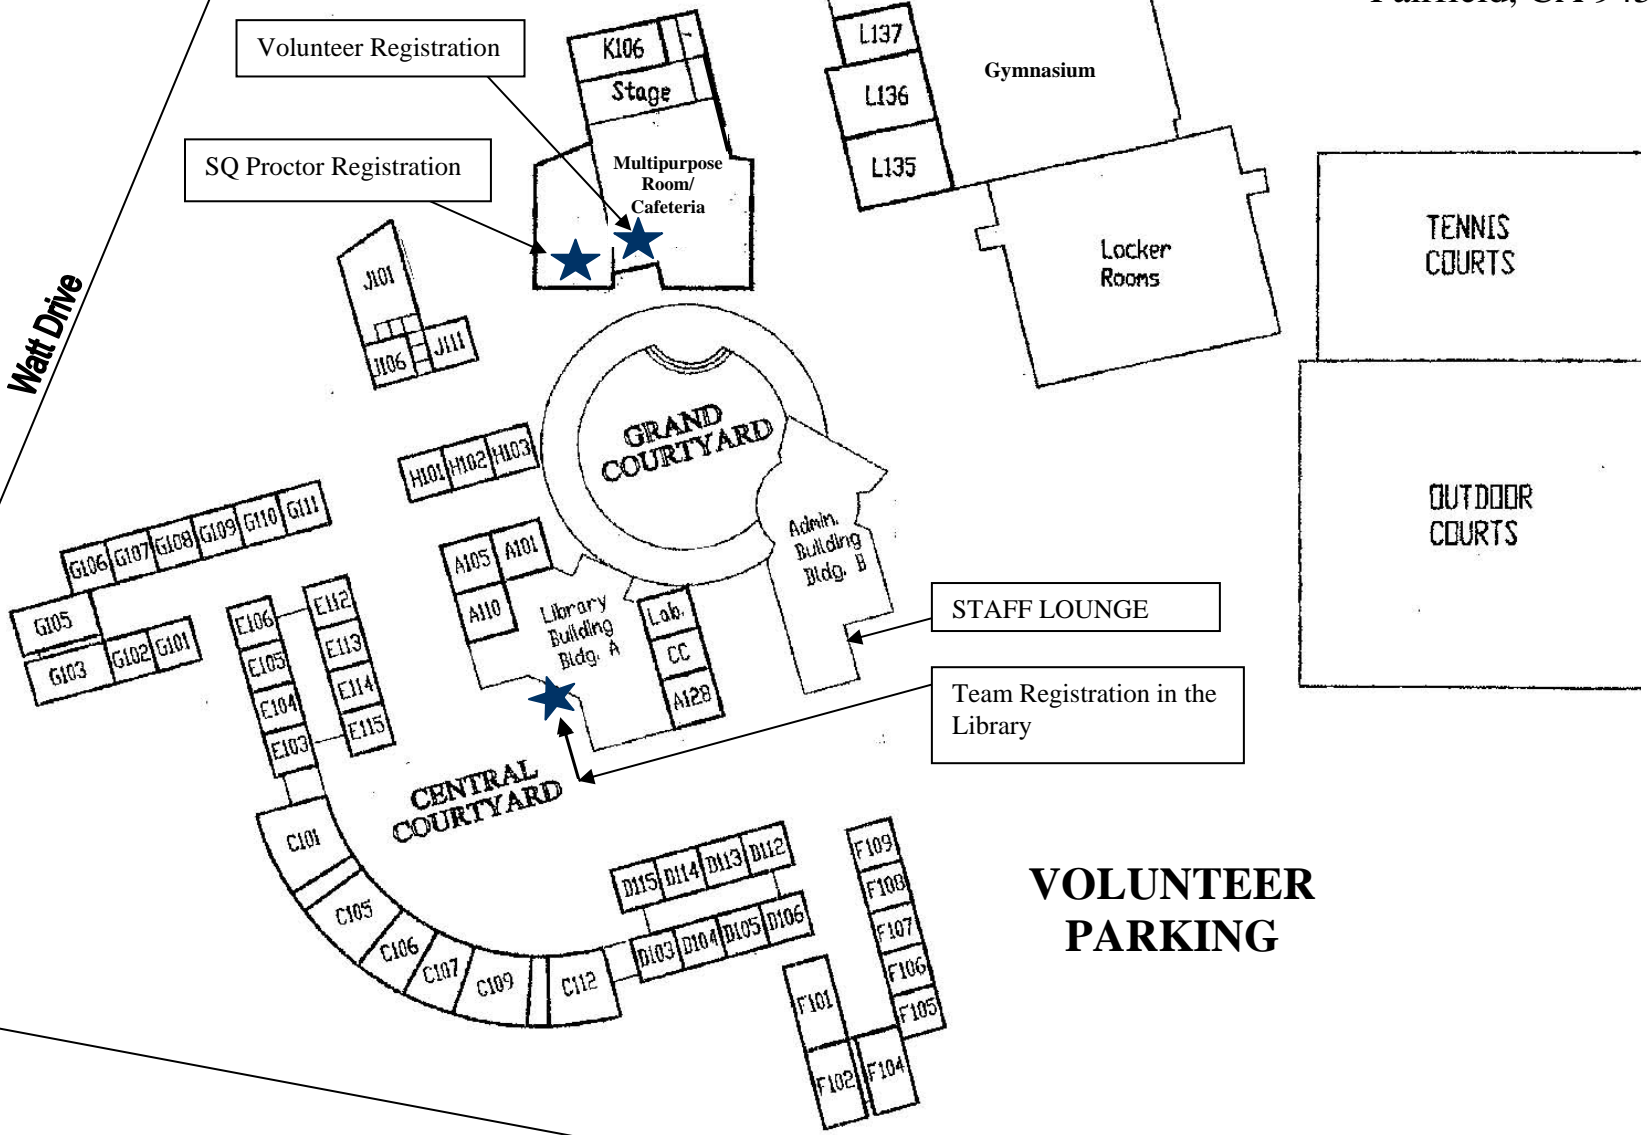 Fairfield, CA 945
Volunteer Registration
K106
Stage
L137
L136
L135
Gymnasium
SQ Proctor Registration
Multipurpose
Room/
Cafeteria
Locker
Rooms
TENNIS
COURTS
Watt Drive
J101
J106
J111
GRAND
COURTYARD
H101
H102
H103
OUTDOOR
COURTS
G106
G107
G108
G109
G110
G111
G105
G103
G102
G101
A105
A101
A110
Admin.
Building
Bldg. B
Library
Building
Bldg. A
Lab.
CC
A128
STAFF LOUNGE
Team Registration in the
Library
E106
E105
E104
E103
E112
E113
E114
E115
CENTRAL
COURTYARD
C101
C105
C106
C107
C109
C112
D115
D114
D113
D112
D103
D104
D105
D106
F109
F108
F107
F106
F105
F101
F102
F104
VOLUNTEER
PARKING